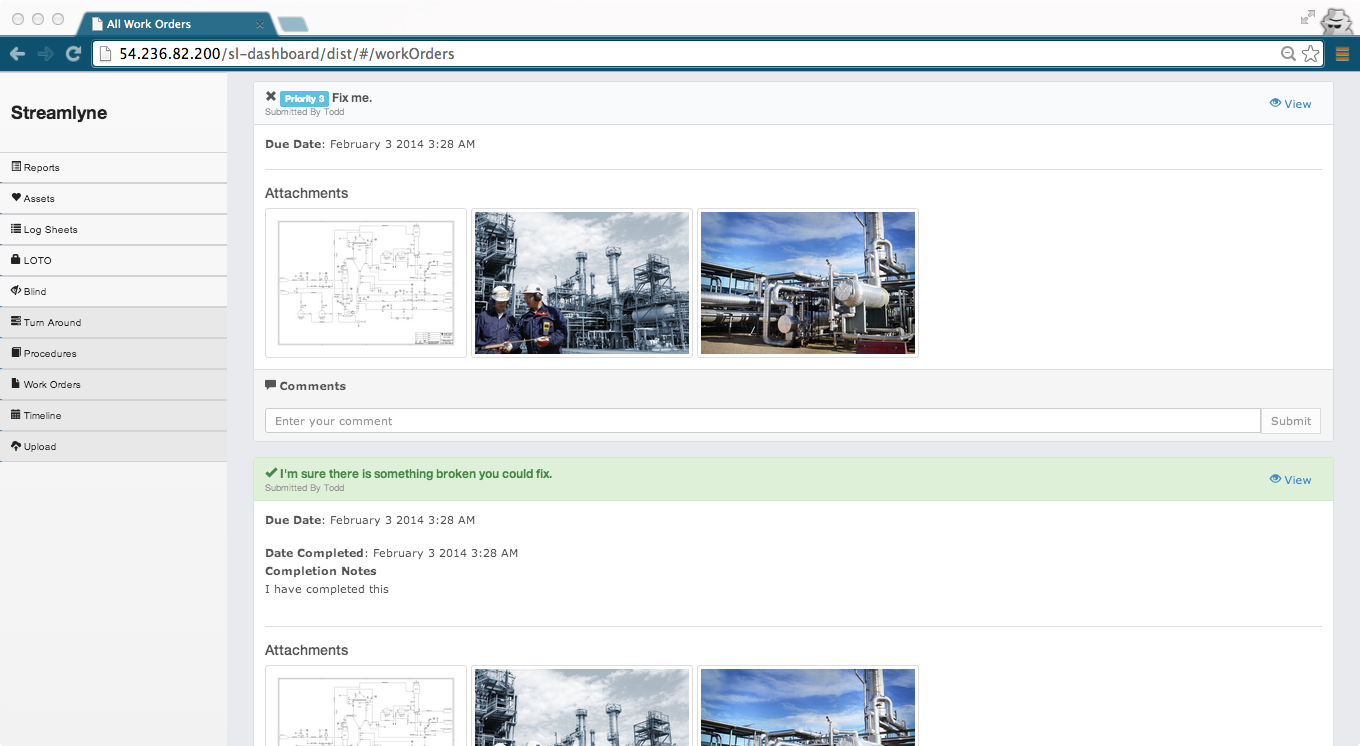 All Work Orders
54.236.82.200/sl-dashboard/dist/#/workOrders
Streamlyne
Reports
Assets
Log Sheets
LOTO
Blind
Turn Around
Procedures
Work Orders
Timeline
Upload
Priority 3 Fix me.
Submitted By Todd
View
Due Date: February 3 2014 3:28 AM
Attachments
Comments
Enter your comment
Submit
I'm sure there is something broken you could fix.
Submitted By Todd
View
Due Date: February 3 2014 3:28 AM
Date Completed: February 3 2014 3:28 AM
Completion Notes
I have completed this
Attachments